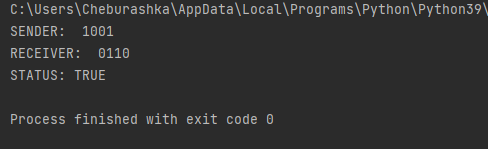 C:\Users\Cheburashka\AppData\Local\Programs\Python\Python39\
SENDER:  1001
RECEIVER:  0110
STATUS: TRUE
Process finished with exit code 0